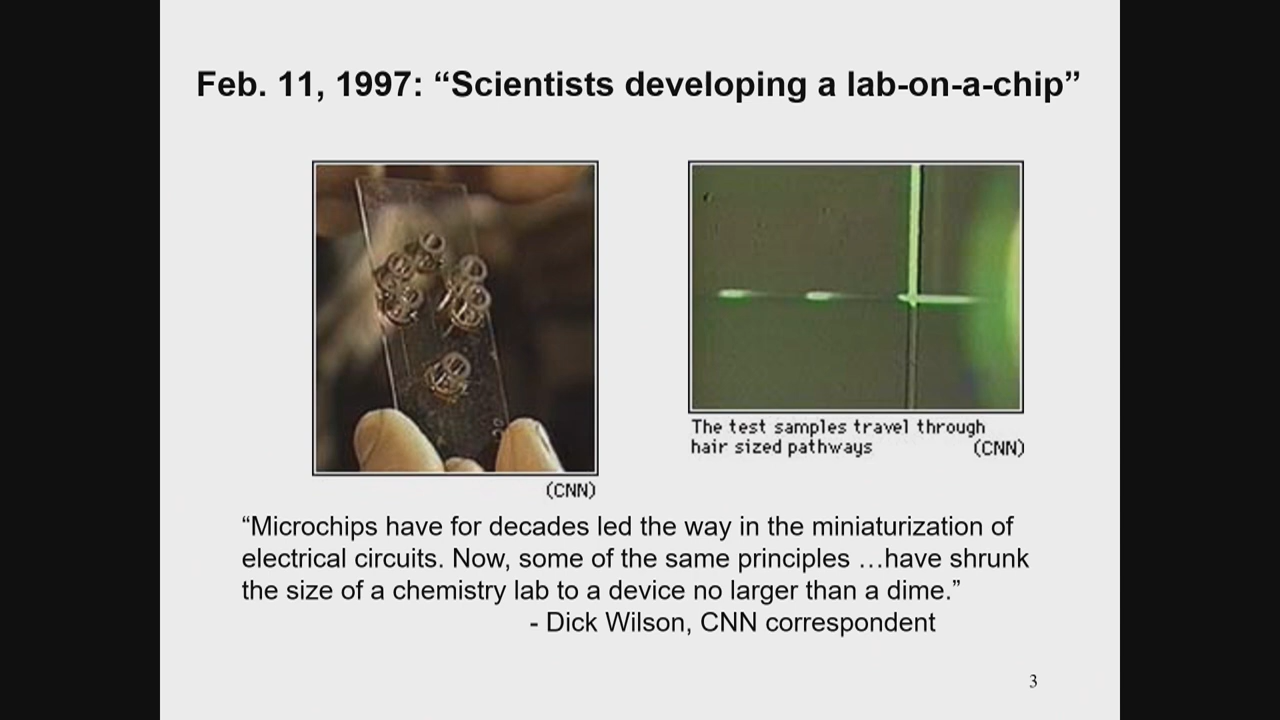 Feb. 11, 1997: “Scientists developing a lab-on-a-chip”
(CNN)
The test samples travel through
hair sized pathways (CNN)
“Microchips have for decades led the way in the miniaturization of
electrical circuits. Now, some of the same principles …have shrunk
the size of a chemistry lab to a device no larger than a dime.”
- Dick Wilson, CNN correspondent
3